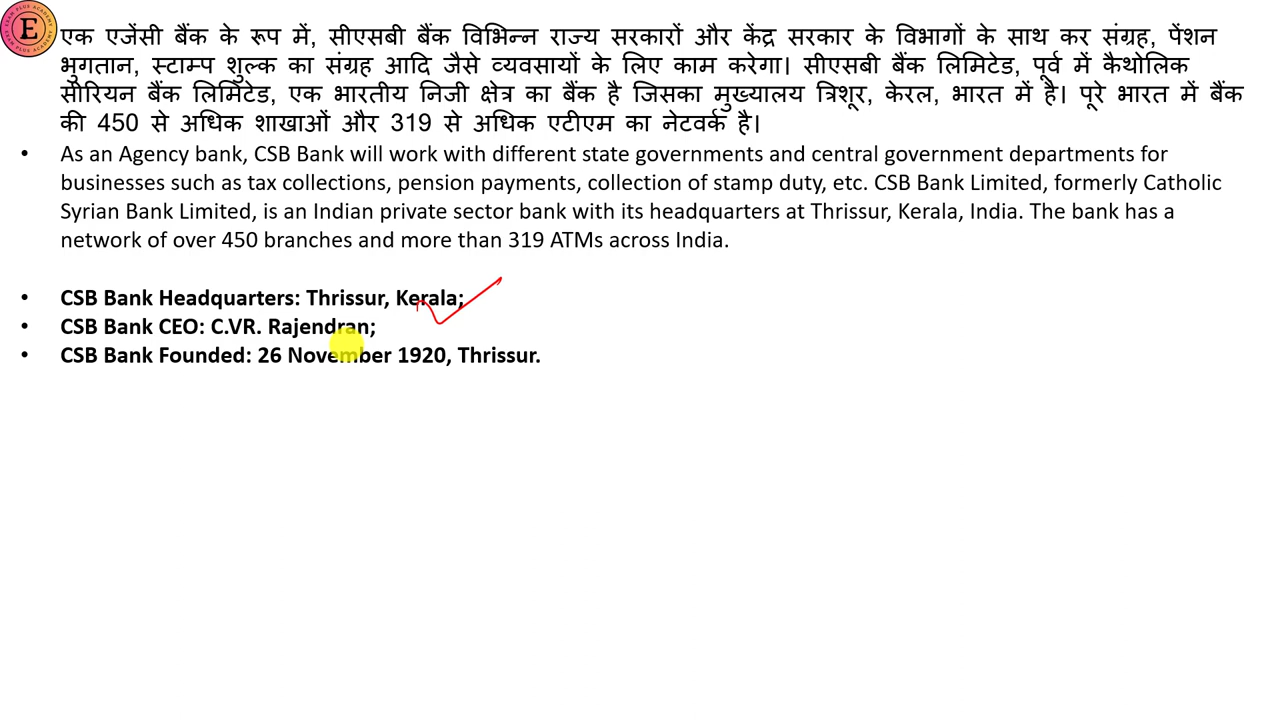 E
एक एजेंसी बैंक के रूप में, सीएसबी बैंक विभिन्न राज्य सरकारों और केंद्र सरकार के विभागों के साथ कर संग्रह, पेंशन
भुगतान, स्टाम्प शुल्क का संग्रह आदि जैसे व्यवसायों के लिए काम करेगा। सीएसबी बैंक लिमिटेड, पूर्व में कैथोलिक
सीरियन बैंक लिमिटेड, एक भारतीय निजी क्षेत्र का बैंक है जिसका मुख्यालय त्रिशूर, केरल, भारत में है। पूरे भारत में बैंक
की 450 से अधिक शाखाओं और 319 से अधिक एटीएम का नेटवर्क है।
• As an Agency bank, CSB Bank will work with different state governments and central government departments for
businesses such as tax collections, pension payments, collection of stamp duty, etc. CSB Bank Limited, formerly Catholic
Syrian Bank Limited, is an Indian private sector bank with its headquarters at Thrissur, Kerala, India. The bank has a
network of over 450 branches and more than 319 ATMs across India.
• CSB Bank Headquarters: Thrissur, Kerala;
• CSB Bank CEO: C.VR. Rajendran;
• CSB Bank Founded: 26 November 1920, Thrissur.